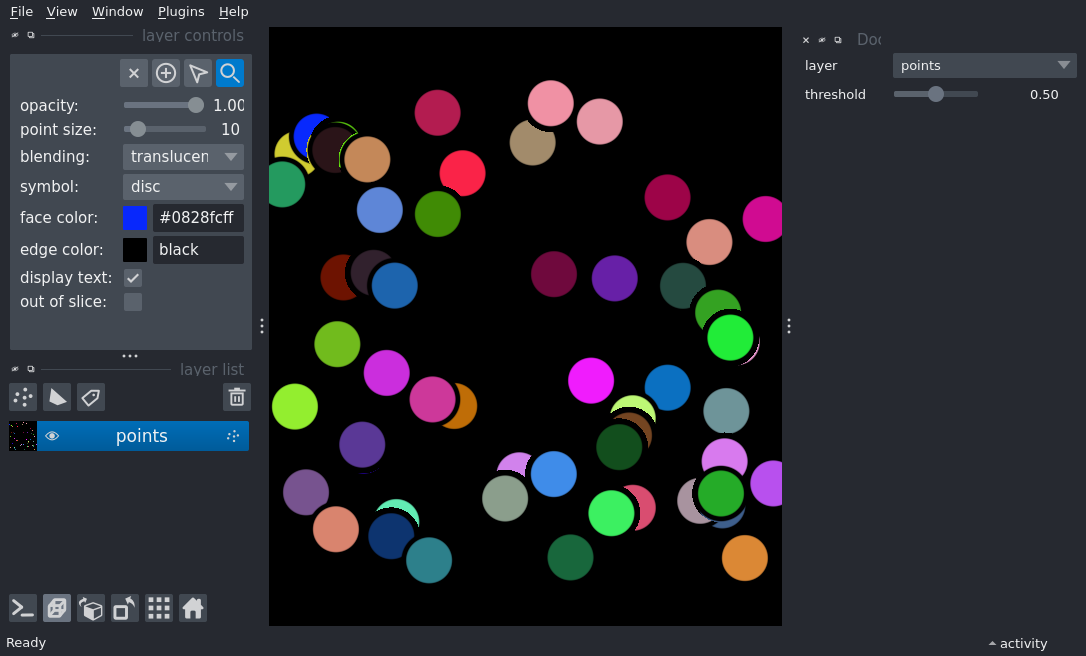 File View Window Plugins Help
layer controls
opacity: 1.00
point size: 10
blending: translucen
symbol: disc
face color: #0828fcff
edge color: black
display text:
out of slice:
layer list
points
Ready
Doc
layer points
threshold 0.50
activity